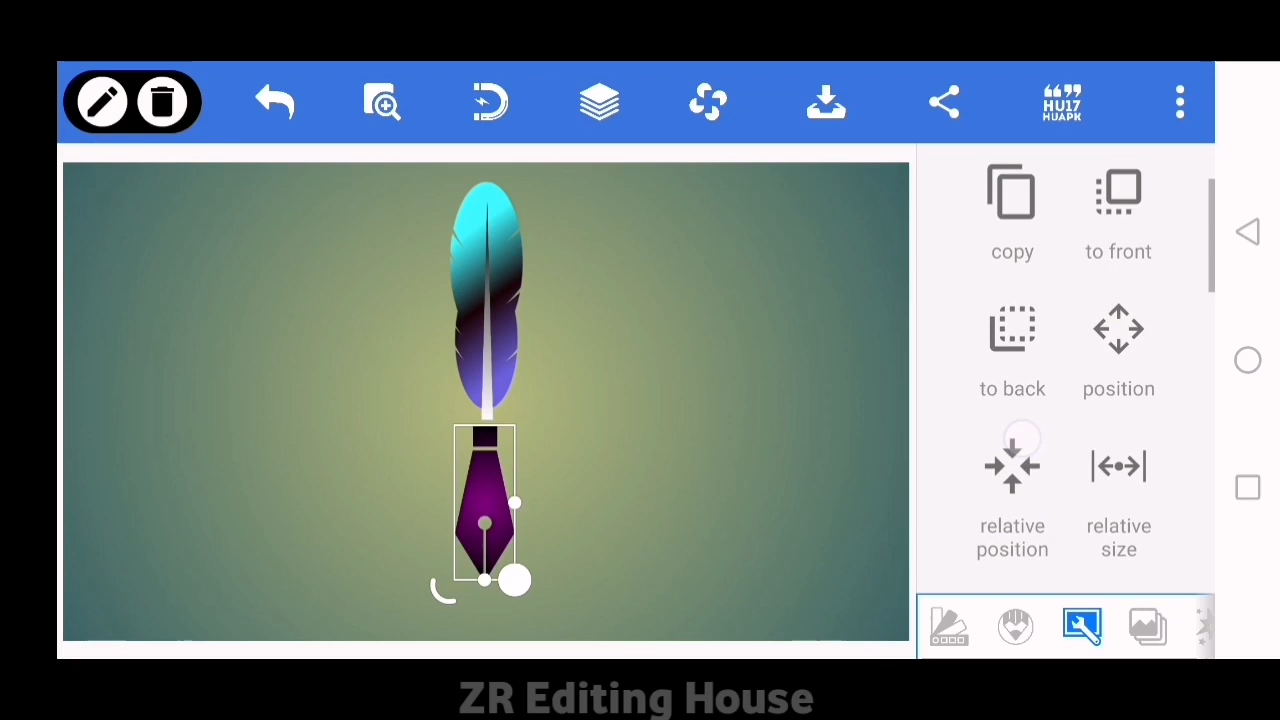 HU17
HUAPK
copy
to front
to back
position
relative
position
relative
size
ZR Editing House